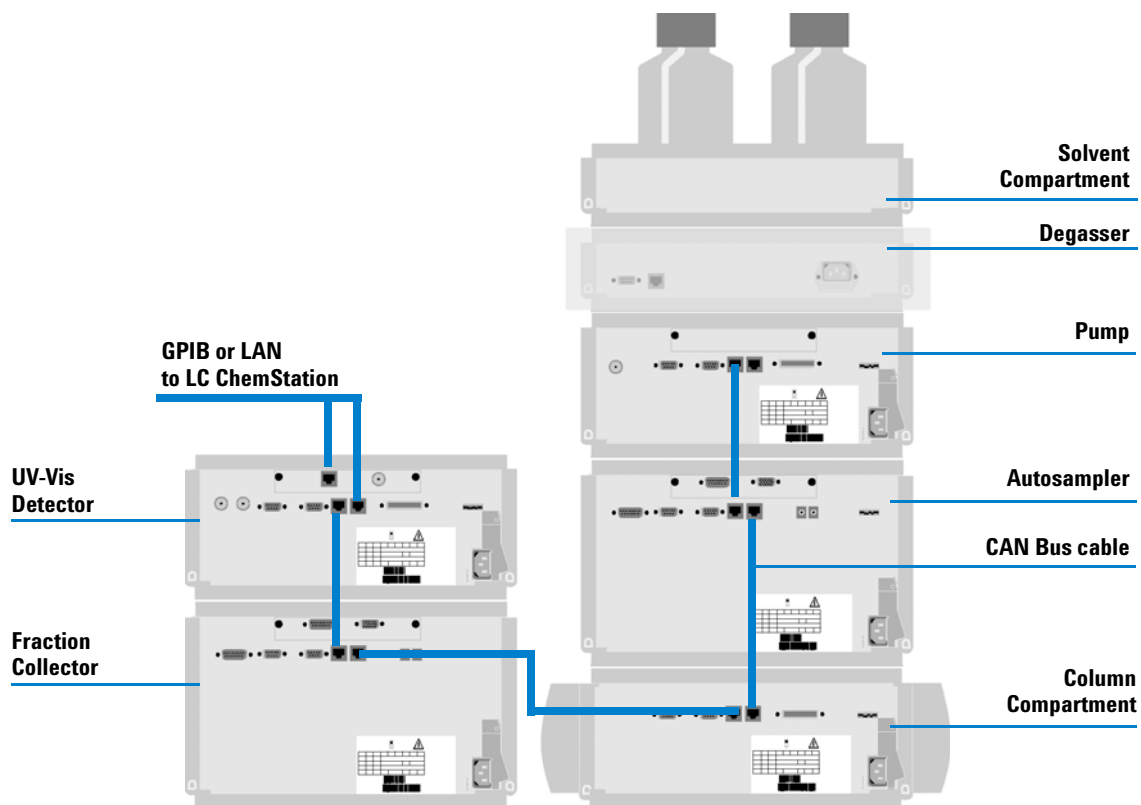 Solvent
Compartment
Degasser
Pump
GPIB or LAN
to LC ChemStation
UV-Vis
Detector
Autosampler
CAN Bus cable
Fraction
Collector
Column
Compartment